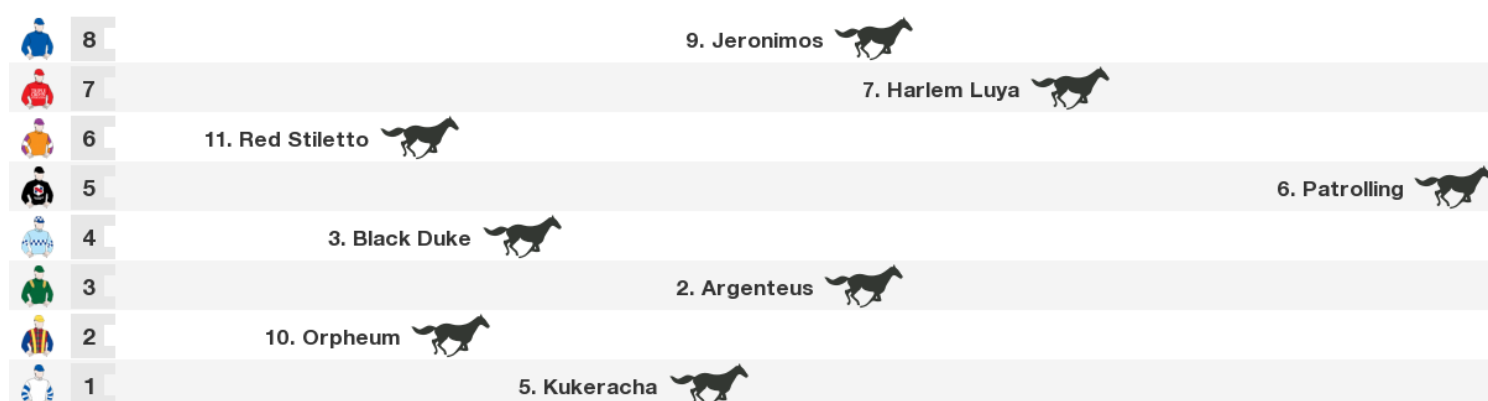 8 9. Jeronimos
7 7. Harlem Luya
6 11. Red Stiletto
5 6. Patrolling
4 3. Black Duke
3 2. Argenteus
2 10. Orpheum
1 5. Kukeracha